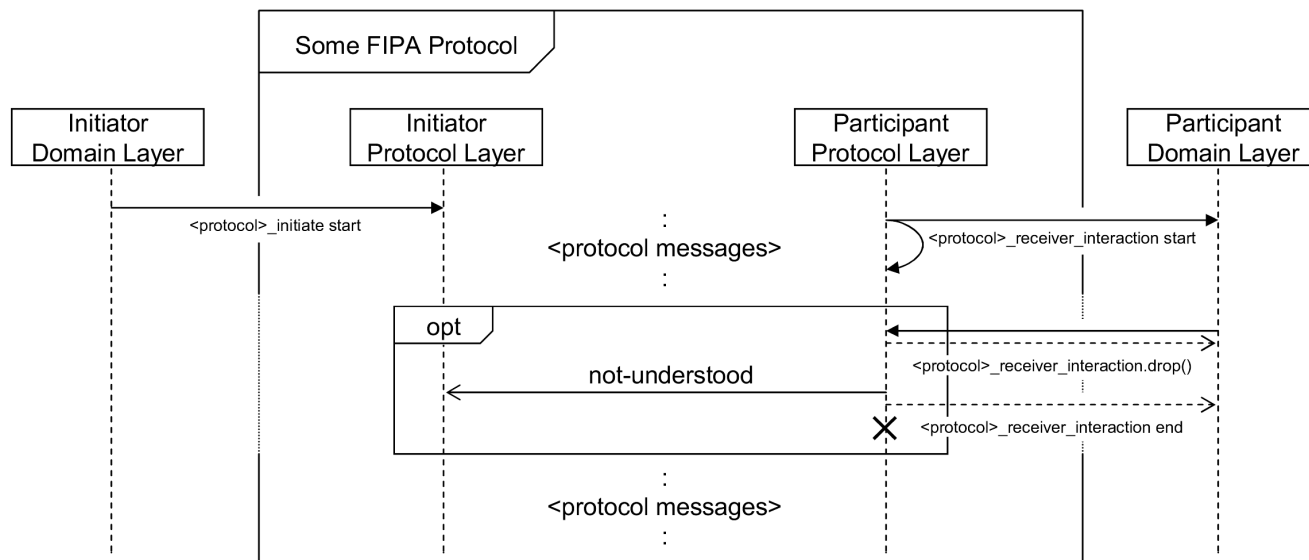 Some FIPA Protocol
Initiator
Domain Layer
Initiator
Protocol Layer
Participant
Protocol Layer
Participant
Domain Layer
<protocol>_initiate start
:
<protocol>_receiver_interaction start
<protocol messages>
:
opt
<protocol>_receiver_interaction.drop()
not-understood
<protocol>_receiver_interaction end
:
<protocol messages>
: